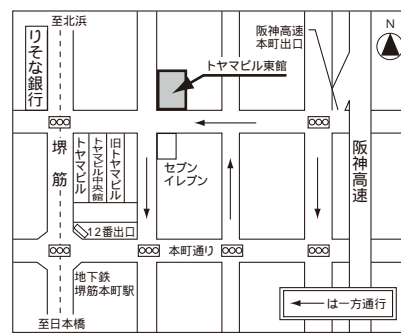 至北浜
りそな銀行
阪神高速
本町出口
N
トヤマビル東館
堺筋
トヤマビル
トヤマビル中央館
旧トヤマビル
セブン
イレブン
阪神高速
12番出口
本町通り
地下鉄
堺筋本町駅
は一方通行
至日本橋